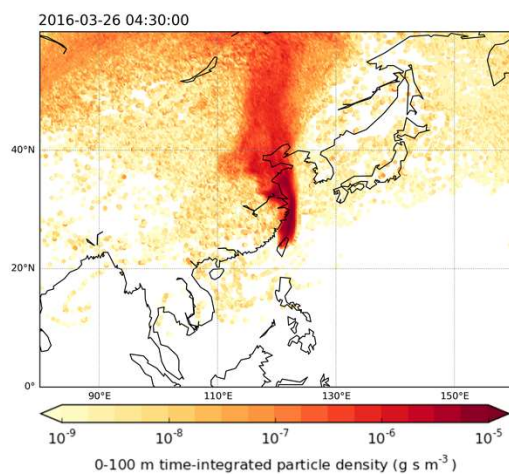 2016-03-26 04:30:00
40°N
20°N
0°
90°E 110°E 130°E 150°E
10⁻⁹ 10⁻⁸ 10⁻⁷ 10⁻⁶ 10⁻⁵
0-100 m time-integrated particle density (g s m⁻³)